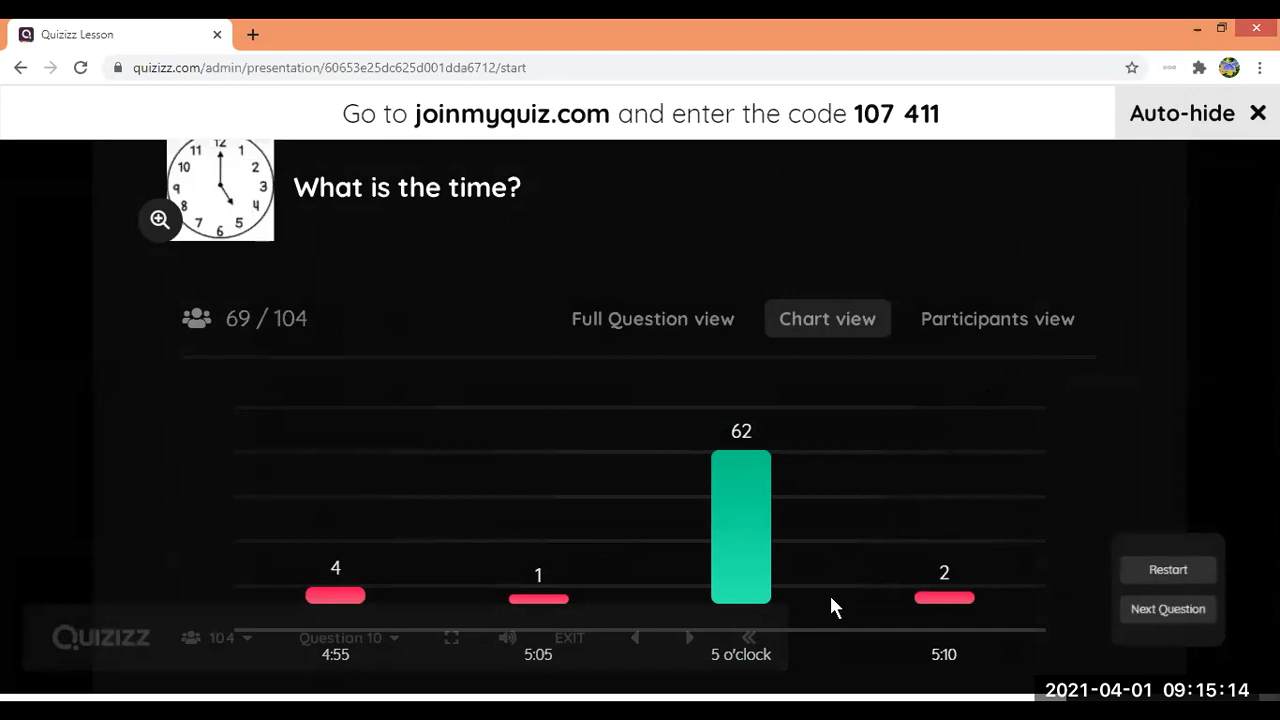 Quizizz Lesson
quizizz.com/admin/presentation/60653e25dc625d001dda6712/start
Go to joinmyquiz.com and enter the code 107 411
Auto-hide
12
11 1
10 2
9 3
8 4
7 5
6
What is the time?
69 / 104
Full Question view Chart view Participants view
62
4 1 2
Restart
Next Question
QUIZIZZ 104 Question 10 EXIT
4:55 5:05 5 o'clock 5:10
2021-04-01 09:15:14